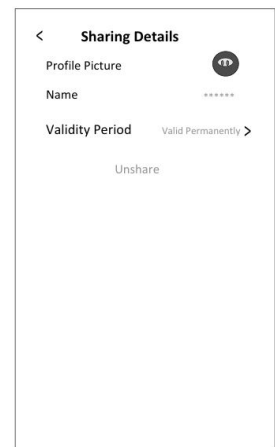 < Sharing Details
Profile Picture
Name ******
Validity Period Valid Permanently >
Unshare